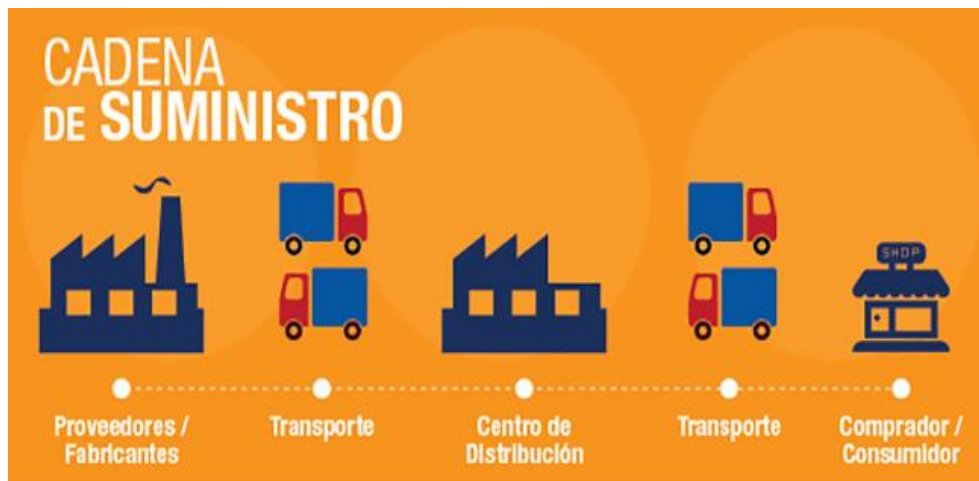 CADENA
DE SUMINISTRO
SHOP
Proveedores /
Fabricantes
Transporte
Centro de
Distribución
Transporte
Comprador /
Consumidor